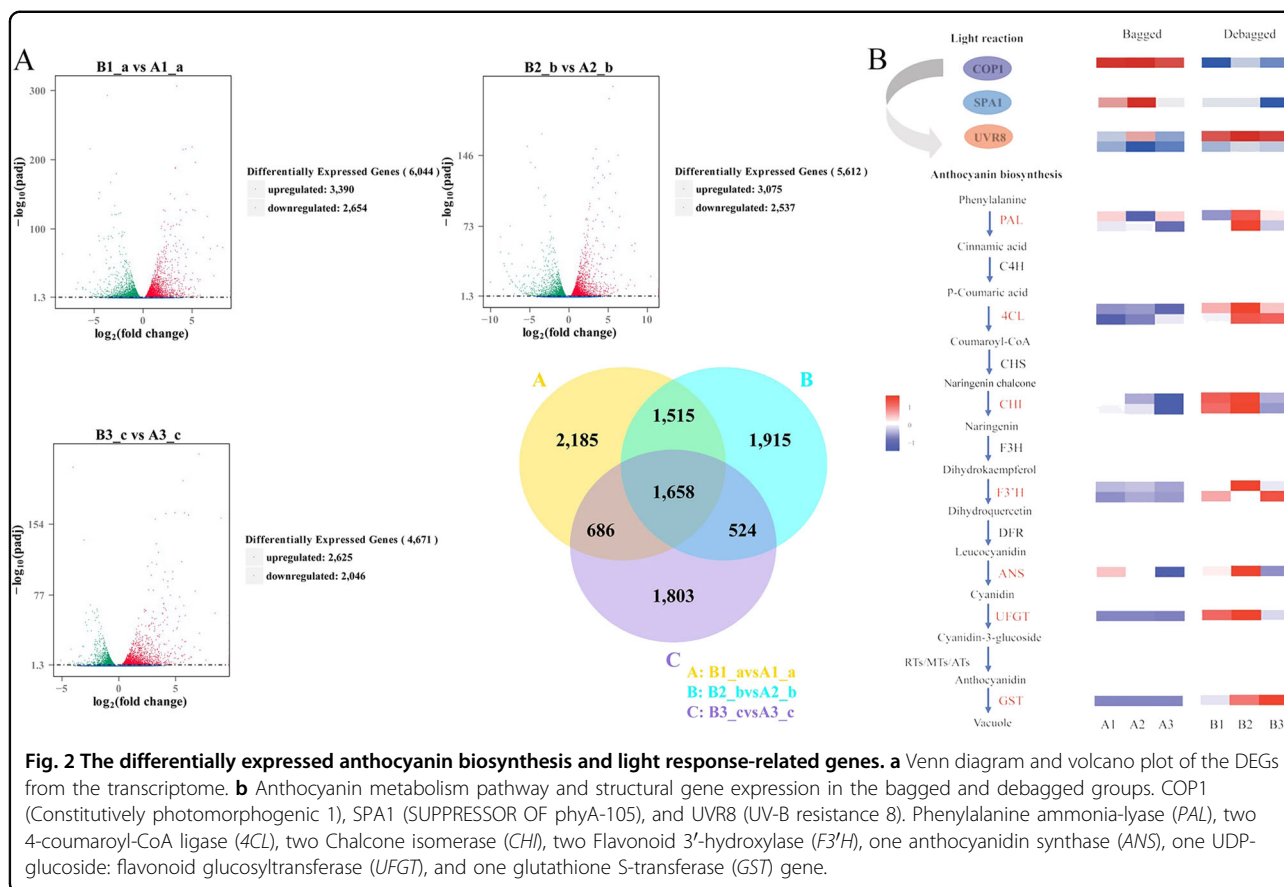 A
B1_a vs A1_a
300
200
100
1.3
−log10(padj)
−5
0
5
log2(fold change)
Differentially Expressed Genes ( 6,044 )
upregulated: 3,390
downregulated: 2,654
B2_b vs A2_b
146
73
1.3
−log10(padj)
−10
−5
0
5
10
log2(fold change)
Differentially Expressed Genes ( 5,612 )
upregulated: 3,075
downregulated: 2,537
B3_c vs A3_c
154
77
1.3
−log10(padj)
−5
0
5
log2(fold change)
Differentially Expressed Genes ( 4,671 )
upregulated: 2,625
downregulated: 2,046
A
B
2,185
1,515
1,915
1,658
686
524
1,803
C
A: B1_avsA1_a
B: B2_bvsA2_b
C: B3_cvsA3_c
B
Light reaction
Bagged
Debagged
COP1
SPA1
UVR8
Anthocyanin biosynthesis
Phenylalanine
PAL
Cinnamic acid
C4H
P-Coumaric acid
4CL
Coumaroyl-CoA
CHS
Naringenin chalcone
CHI
Naringenin
F3H
Dihydrokaempferol
F3'H
Dihydroquercetin
DFR
Leucocyanidin
ANS
Cyanidin
UFGT
Cyanidin-3-glucoside
RTs/MTs/ATs
Anthocyanidin
GST
Vacuole
1
0
−1
A1 A2 A3 B1 B2 B3
Fig. 2 The differentially expressed anthocyanin biosynthesis and light response-related genes. a Venn diagram and volcano plot of the DEGs
from the transcriptome. b Anthocyanin metabolism pathway and structural gene expression in the bagged and debagged groups. COP1
(Constitutively photomorphogenic 1), SPA1 (SUPPRESSOR OF phyA-105), and UVR8 (UV-B resistance 8). Phenylalanine ammonia-lyase (PAL), two
4-coumaroyl-CoA ligase (4CL), two Chalcone isomerase (CHI), two Flavonoid 3′-hydroxylase (F3′H), one anthocyanidin synthase (ANS), one UDP-
glucoside: flavonoid glucosyltransferase (UFGT), and one glutathione S-transferase (GST) gene.